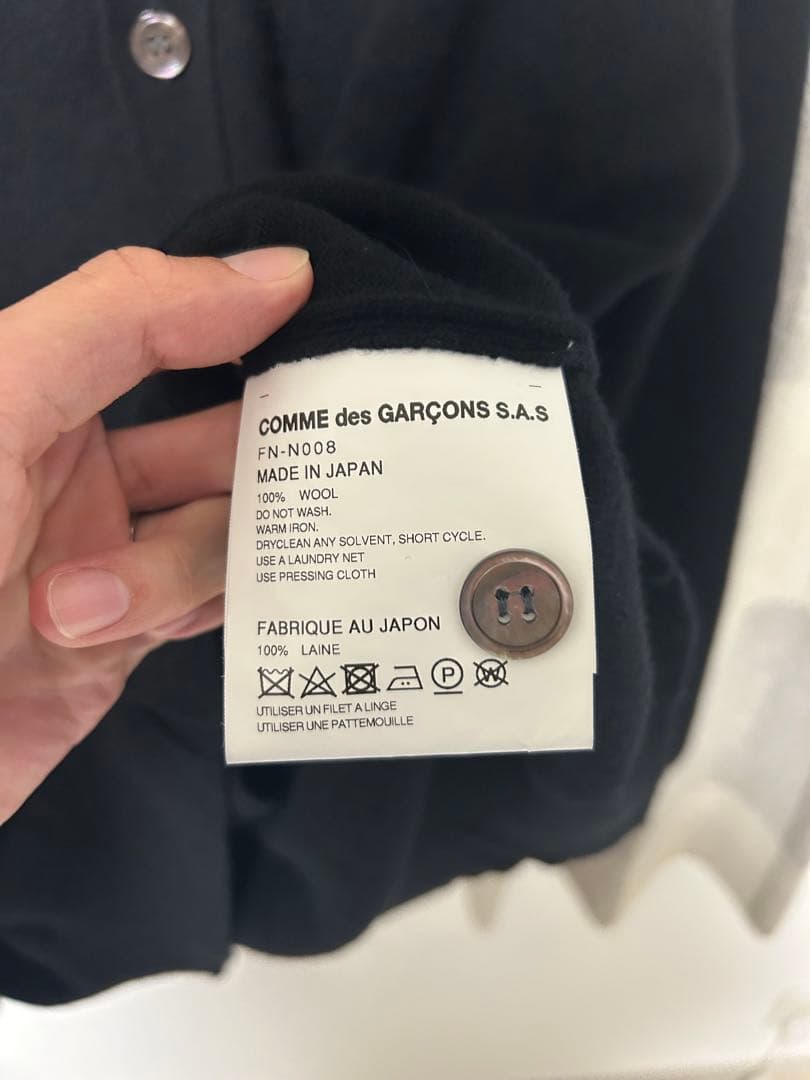 COMME des GARÇONS S.A.S
FN-N008
MADE IN JAPAN
100% WOOL
DO NOT WASH.
WARM IRON.
DRYCLEAN ANY SOLVENT, SHORT CYCLE.
USE A LAUNDRY NET
USE PRESSING CLOTH
FABRIQUE AU JAPON
100% LAINE
P W
UTILISER UN FILET A LINGE
UTILISER UNE PATTEMOUILLE